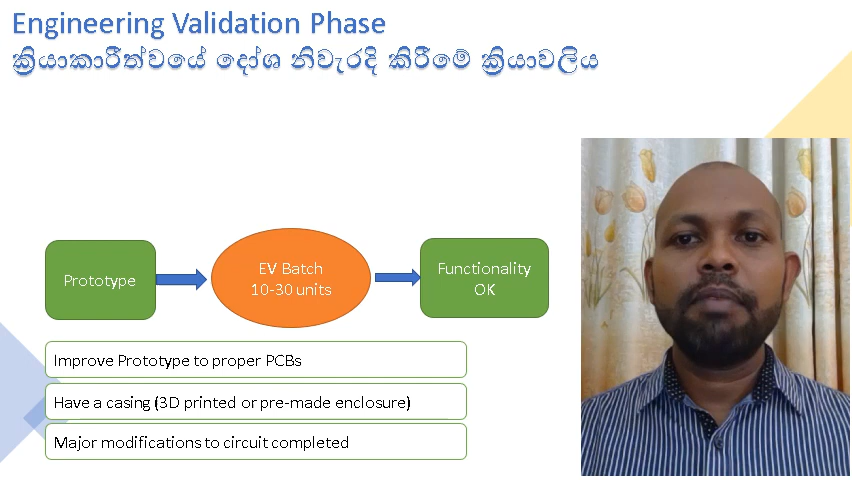 Engineering Validation Phase
ක්‍රියාකාරීත්වයේ දෝශ නිවැරදි කිරීමේ ක්‍රියාවලිය
Prototype
EV Batch
10-30 units
Functionality
OK
Improve Prototype to proper PCBs
Have a casing (3D printed or pre-made enclosure)
Major modifications to circuit completed